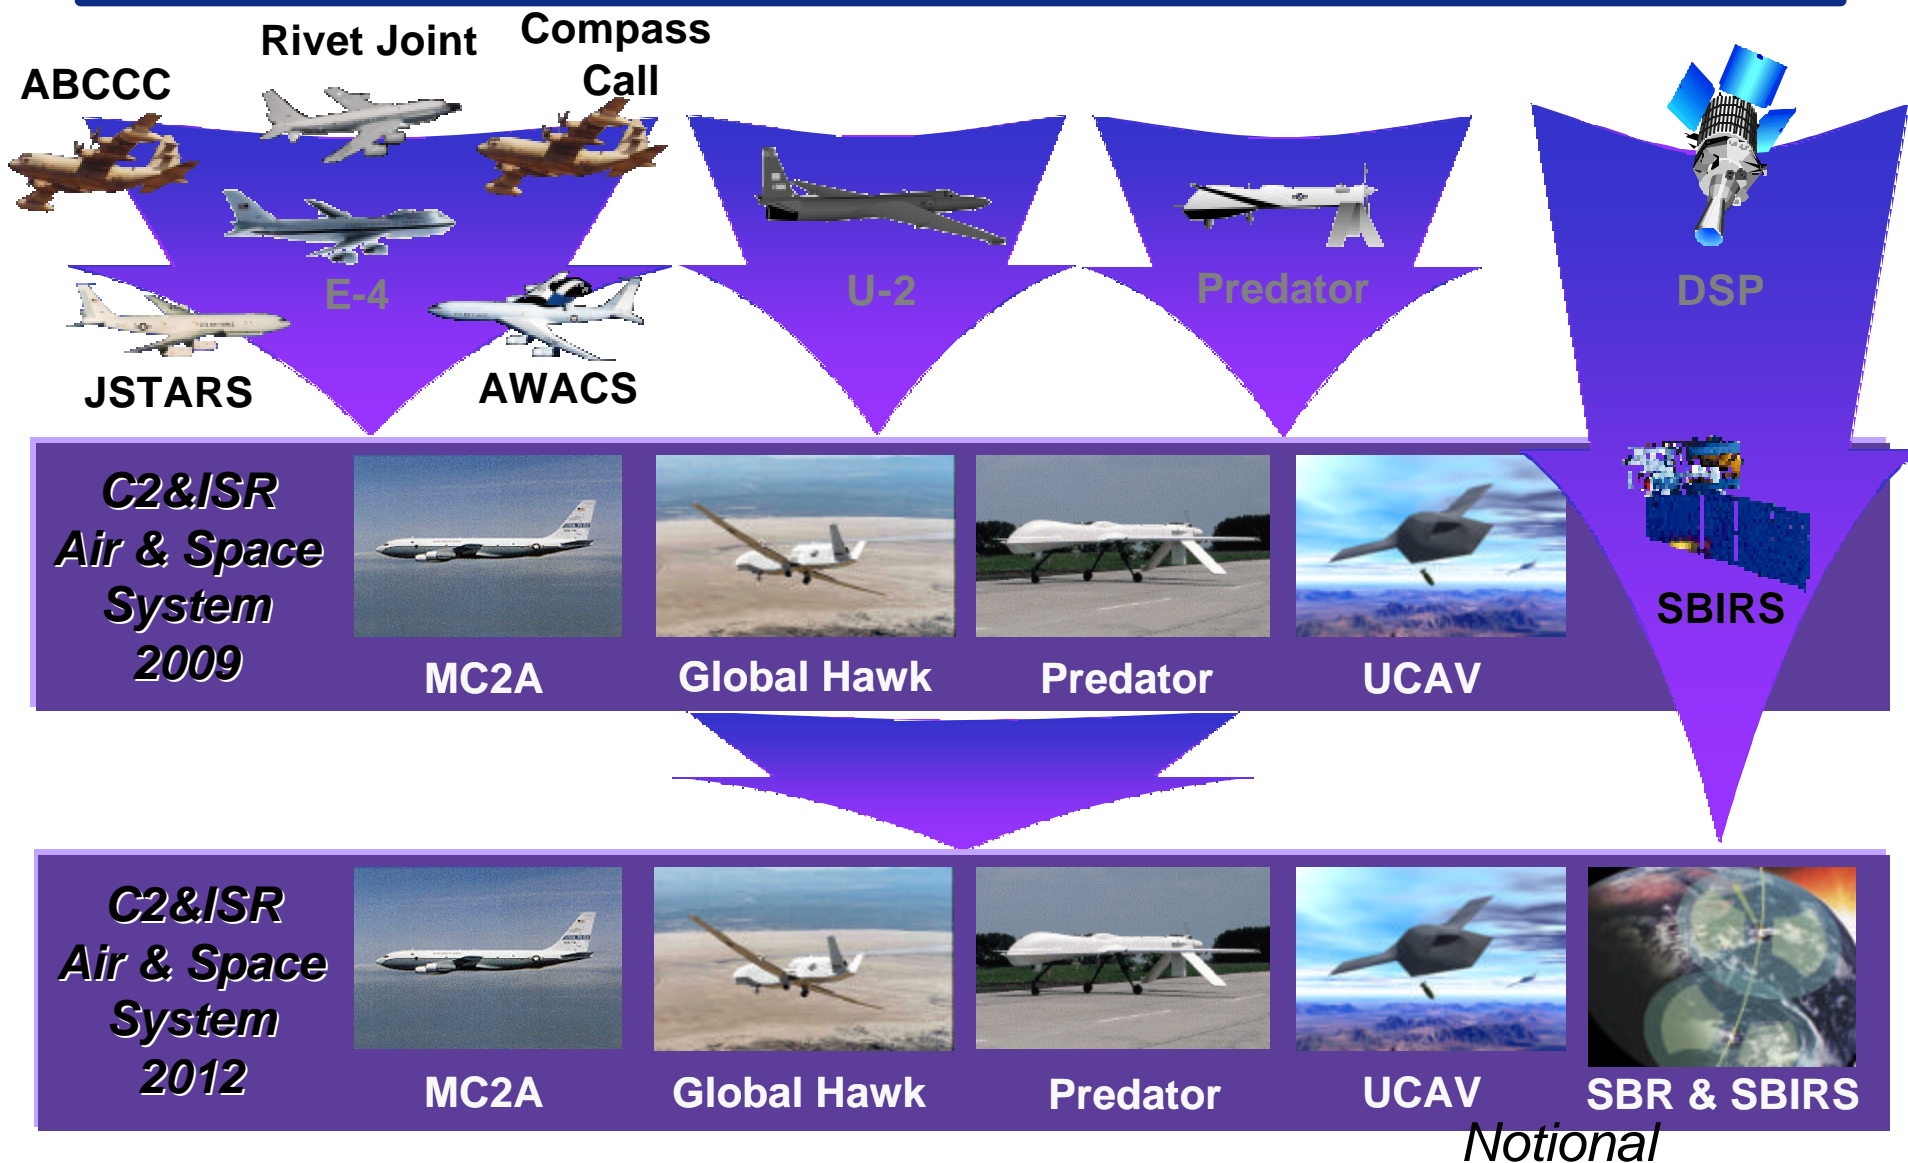 Rivet Joint
Compass
Call
ABCCC
E-4
U-2
Predator
DSP
JSTARS
AWACS
C2&ISR
Air & Space
System
2009
MC2A
Global Hawk
Predator
UCAV
SBIRS
C2&ISR
Air & Space
System
2012
MC2A
Global Hawk
Predator
UCAV
SBR & SBIRS
Notional